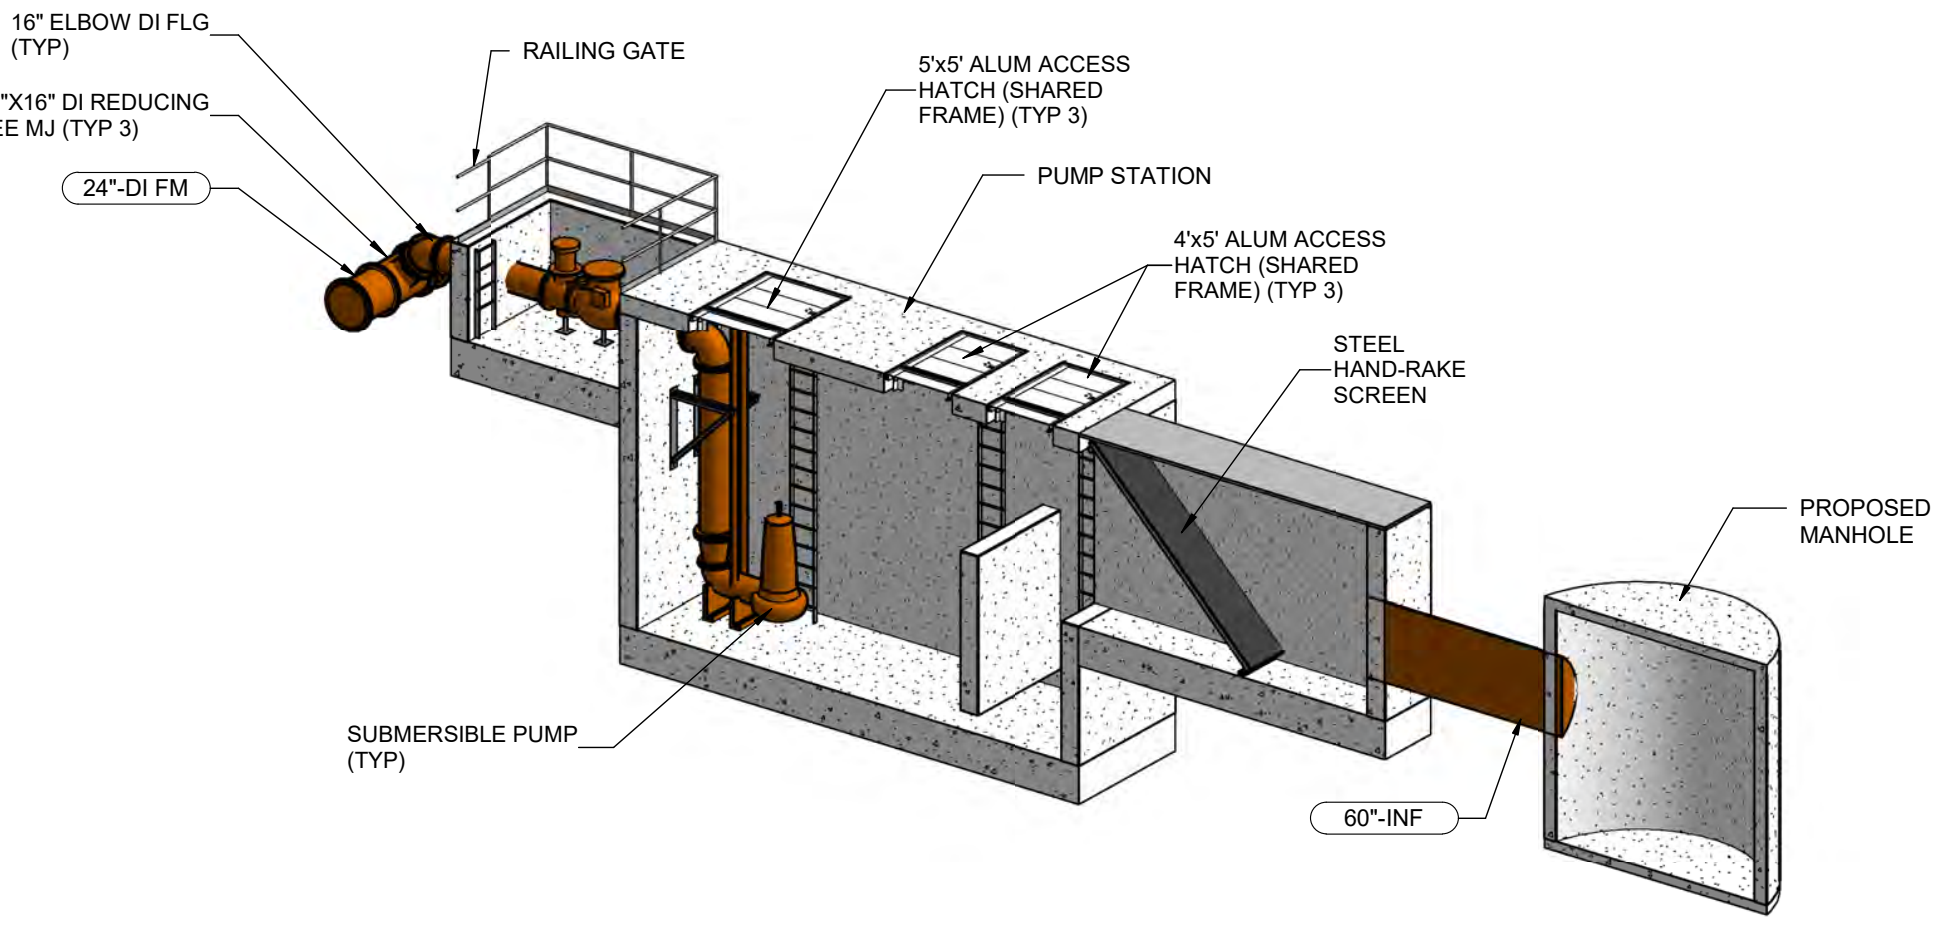 16" ELBOW DI FLG
(TYP)
RAILING GATE
5'x5' ALUM ACCESS
HATCH (SHARED
FRAME) (TYP 3)
"X16" DI REDUCING
EE MJ (TYP 3)
24"-DI FM
PUMP STATION
4'x5' ALUM ACCESS
HATCH (SHARED
FRAME) (TYP 3)
STEEL
HAND-RAKE
SCREEN
PROPOSED
MANHOLE
SUBMERSIBLE PUMP
(TYP)
60"-INF